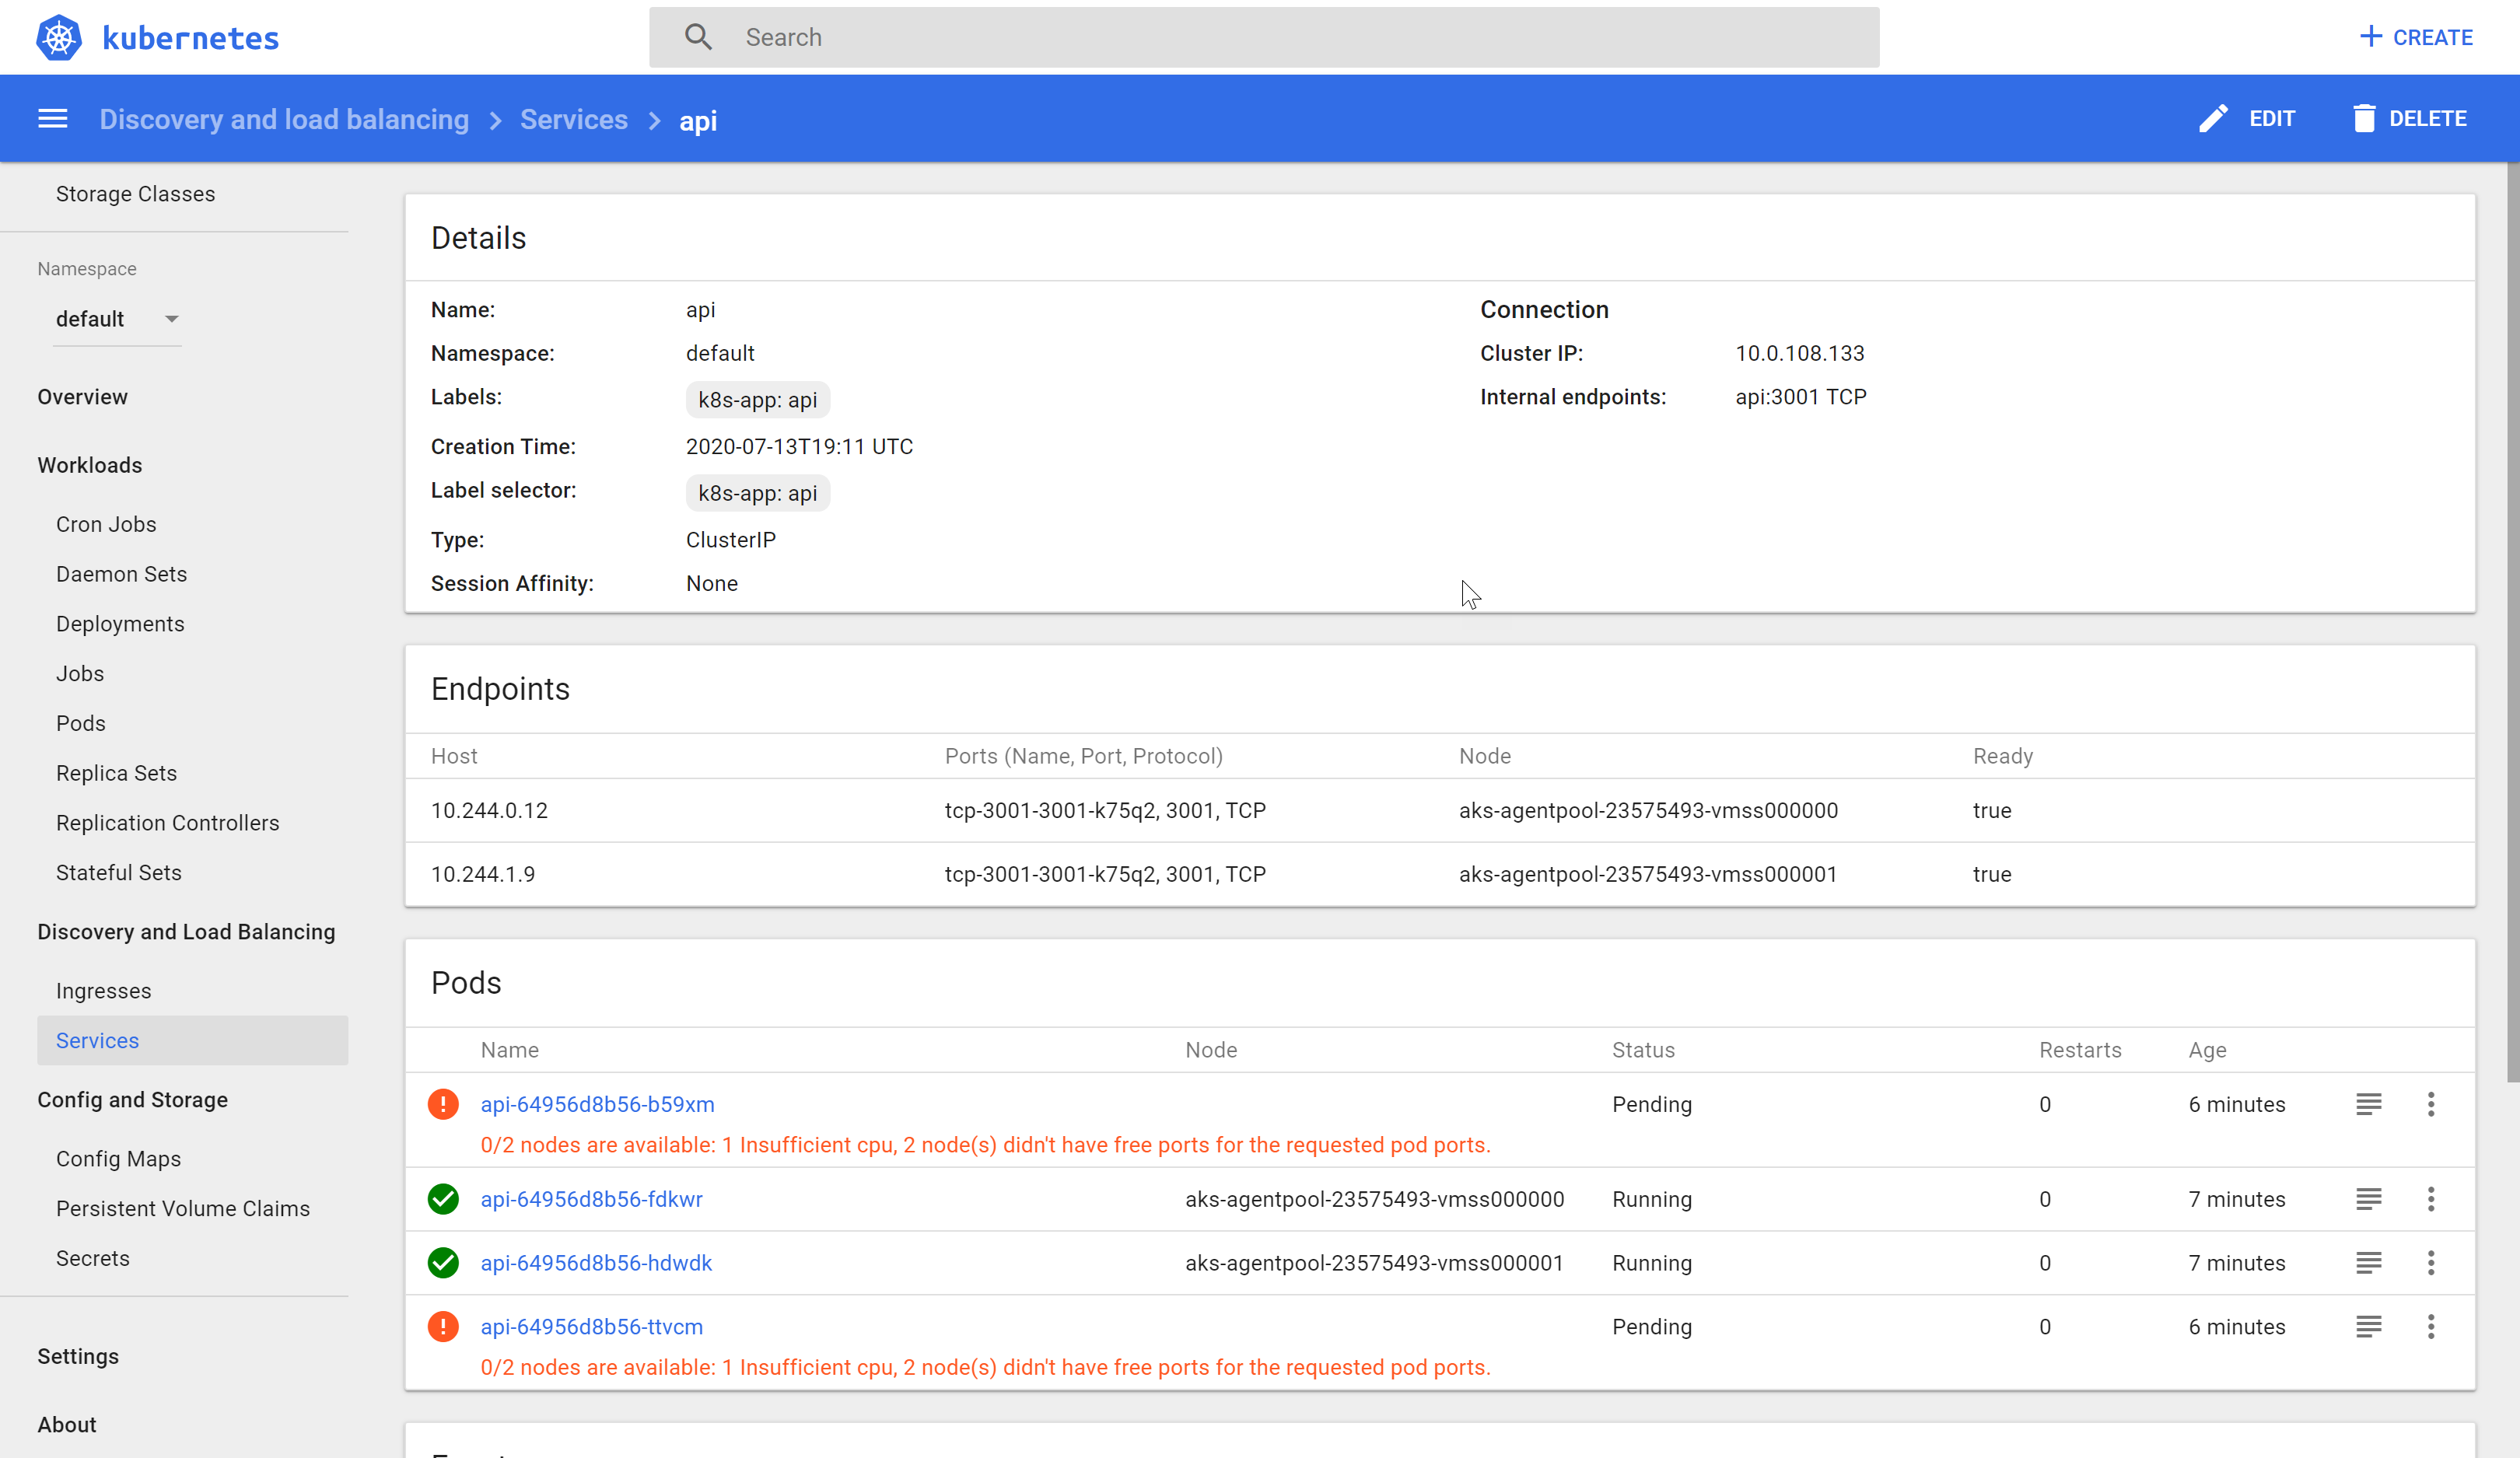 kubernetes
Search
CREATE
Discovery and load balancing > Services > api
EDIT
DELETE
Storage Classes
Namespace
default
Overview
Workloads
Cron Jobs
Daemon Sets
Deployments
Jobs
Pods
Replica Sets
Replication Controllers
Stateful Sets
Discovery and Load Balancing
Ingresses
Services
Config and Storage
Config Maps
Persistent Volume Claims
Secrets
Settings
About
Details
Name: api
Namespace: default
Labels: k8s-app: api
Creation Time: 2020-07-13T19:11 UTC
Label selector: k8s-app: api
Type: ClusterIP
Session Affinity: None
Connection
Cluster IP: 10.0.108.133
Internal endpoints: api:3001 TCP
Endpoints
Host Ports (Name, Port, Protocol) Node Ready
10.244.0.12 tcp-3001-3001-k75q2, 3001, TCP aks-agentpool-23575493-vmss000000 true
10.244.1.9 tcp-3001-3001-k75q2, 3001, TCP aks-agentpool-23575493-vmss000001 true
Pods
Name Node Status Restarts Age
api-64956d8b56-b59xm Pending 0 6 minutes
0/2 nodes are available: 1 Insufficient cpu, 2 node(s) didn't have free ports for the requested pod ports.
api-64956d8b56-fdkwr aks-agentpool-23575493-vmss000000 Running 0 7 minutes
api-64956d8b56-hdwdk aks-agentpool-23575493-vmss000001 Running 0 7 minutes
api-64956d8b56-ttvcm Pending 0 6 minutes
0/2 nodes are available: 1 Insufficient cpu, 2 node(s) didn't have free ports for the requested pod ports.